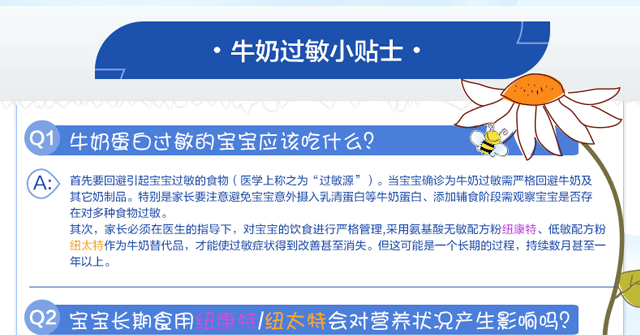 ·牛奶过敏小贴士·
Q1 牛奶蛋白过敏的宝宝应该吃什么？
A: 首先要回避引起宝宝过敏的食物（医学上称之为“过敏源”）。当宝宝确诊为牛奶过敏需严格回避牛奶及
其它奶制品。特别是家长要注意避免宝宝意外摄入乳清蛋白等牛奶蛋白、添加辅食阶段需观察宝宝是否存
在对多种食物过敏。
其次，家长必须在医生的指导下，对宝宝的饮食进行严格管理,采用氨基酸无敏配方粉纽康特、低敏配方粉
纽太特作为牛奶替代品，才能使过敏症状得到改善甚至消失。但这可能是一个长期的过程，持续数月甚至一
年以上。
Q2 宝宝长期食用纽康特/纽太特会对营养状况产生影响吗？